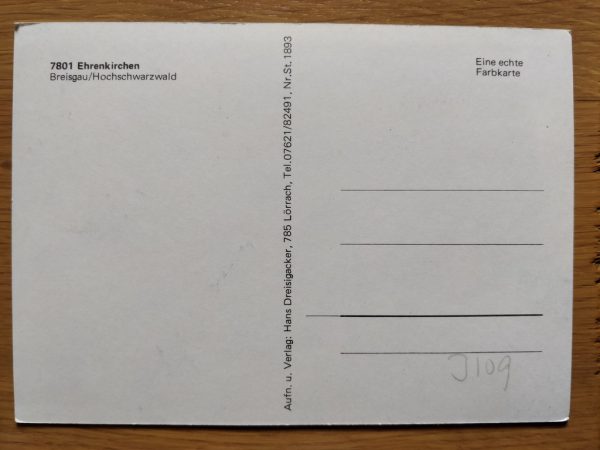 7801 Ehrenkirchen
Breisgau/Hochschwarzwald
Aufn. u. Verlag: Hans Dreisigacker, 785 Lörrach, Tel.07621/82491, Nr.St. 1893
Eine echte
Farbkarte
J109